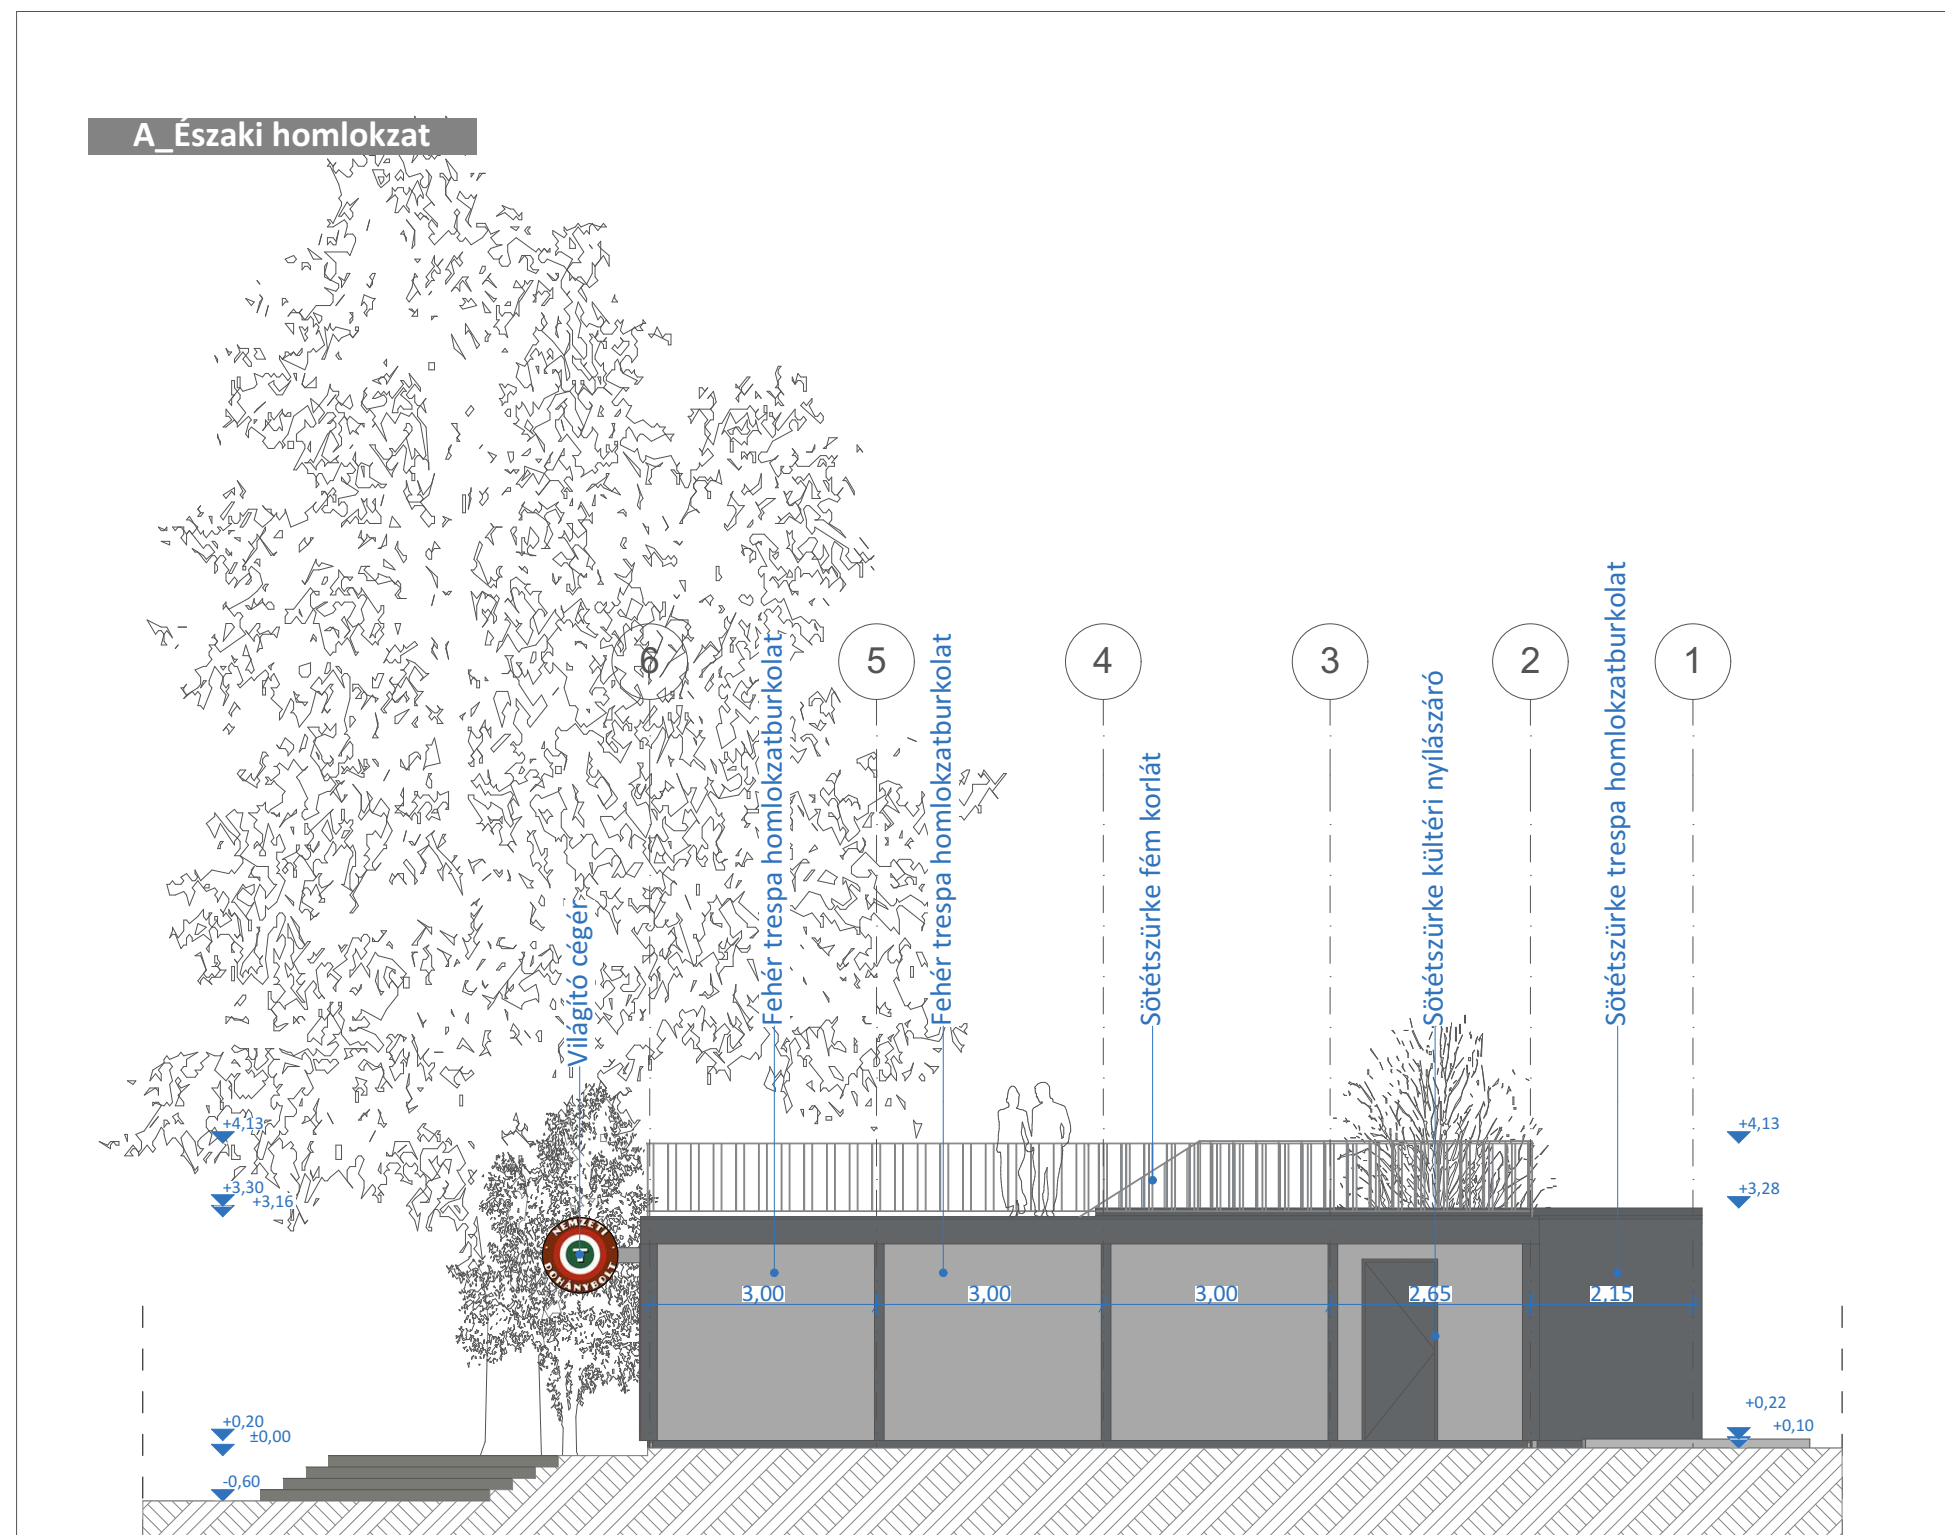 A_Északi homlokzat
6
5
4
3
2
1
Világító cégér
Fehér trespa homlokzatburkolat
Fehér trespa homlokzatburkolat
Sötétszürke fém korlát
Sötétszürke kültéri nyílászáró
Sötétszürke trespa homlokzatburkolat
+4,13
+4,13
+3,30
+3,16
+3,28
NEMZETI
T
DOHÁNYBOLT
3,00
3,00
3,00
2,65
2,15
+0,20
±0,00
-0,60
+0,22
+0,10